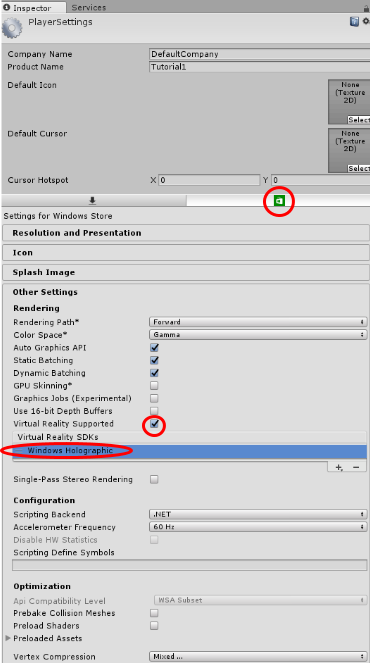 Inspector Services
PlayerSettings
Company Name DefaultCompany
Product Name Tutorial1
Default Icon None
(Texture
2D)
Select
Default Cursor None
(Texture
2D)
Select
Cursor Hotspot X 0 Y 0
Settings for Windows Store
Resolution and Presentation
Icon
Splash Image
Other Settings
Rendering
Rendering Path* Forward
Color Space* Gamma
Auto Graphics API
Static Batching
Dynamic Batching
GPU Skinning*
Graphics Jobs (Experimental)
Use 16-bit Depth Buffers
Virtual Reality Supported
Virtual Reality SDKs
Windows Holographic
+, −
Single-Pass Stereo Rendering
Configuration
Scripting Backend .NET
Accelerometer Frequency 60 Hz
Disable HW Statistics
Scripting Define Symbols
Optimization
Api Compatibility Level WSA Subset
Prebake Collision Meshes
Preload Shaders
Preloaded Assets
Vertex Compression Mixed ...